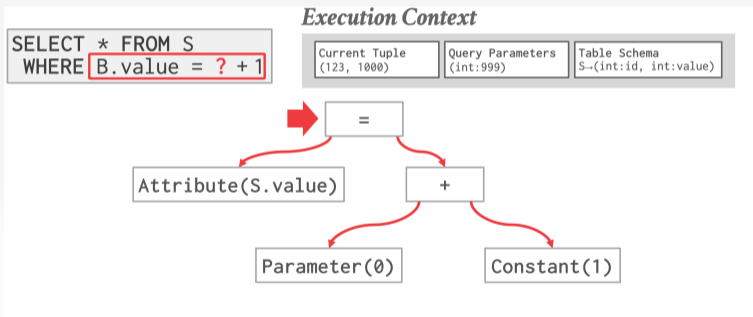 Execution Context
SELECT * FROM S
WHERE B.value = ? + 1
Current Tuple
(123, 1000)
Query Parameters
(int:999)
Table Schema
S→(int:id, int:value)
=
Attribute(S.value)
+
Parameter(0)
Constant(1)